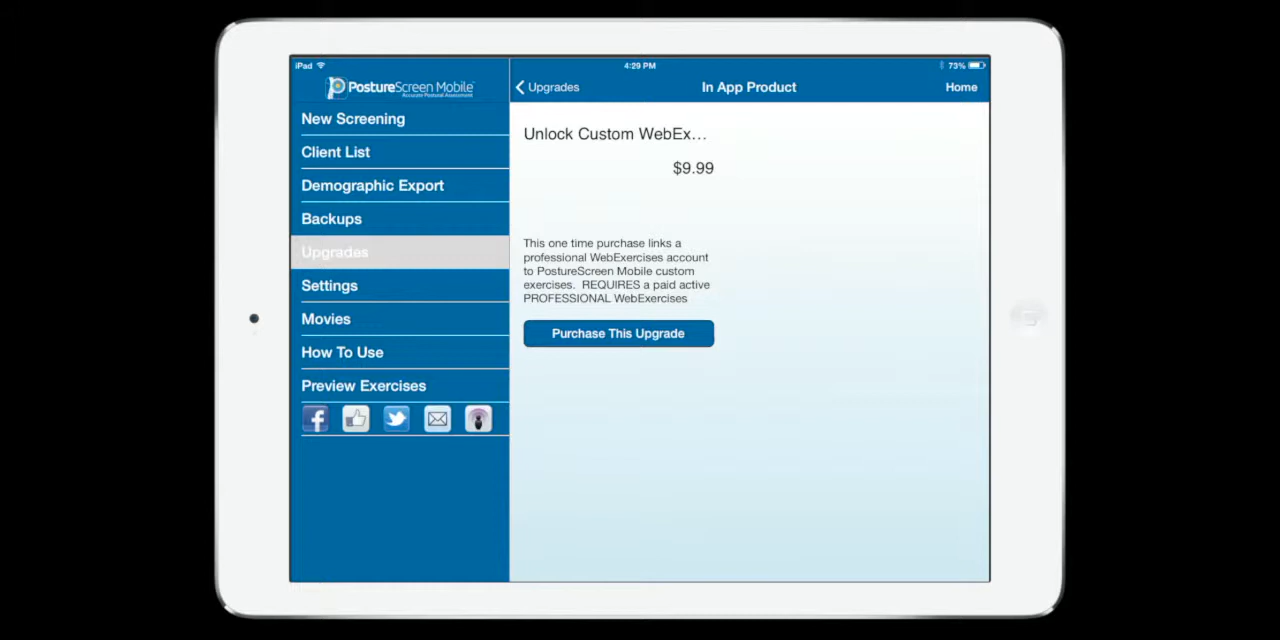 iPad
4:29 PM
73%
PostureScreen Mobile
Accurate Postural Assessment
Upgrades
In App Product
Home
New Screening
Client List
Demographic Export
Backups
Upgrades
Settings
Movies
How To Use
Preview Exercises
Unlock Custom WebEx...
$9.99
This one time purchase links a
professional WebExercises account
to PostureScreen Mobile custom
exercises. REQUIRES a paid active
PROFESSIONAL WebExercises
Purchase This Upgrade